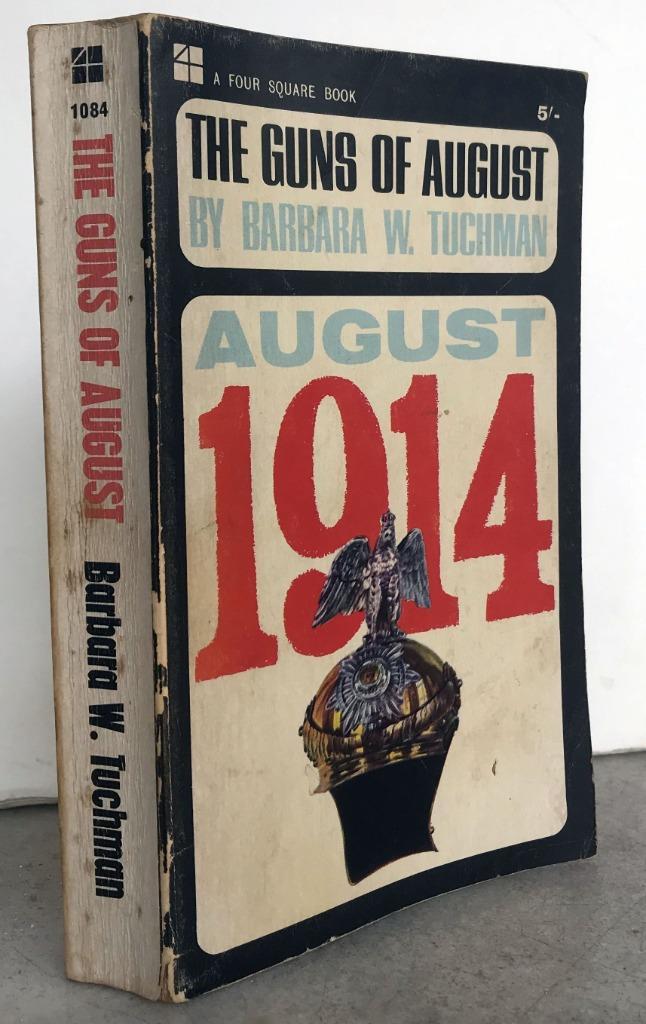 1084
THE GUNS OF AUGUST Barbara W. Tuchman
A FOUR SQUARE BOOK
5/-
THE GUNS OF AUGUST
BY BARBARA W. TUCHMAN
AUGUST
1914